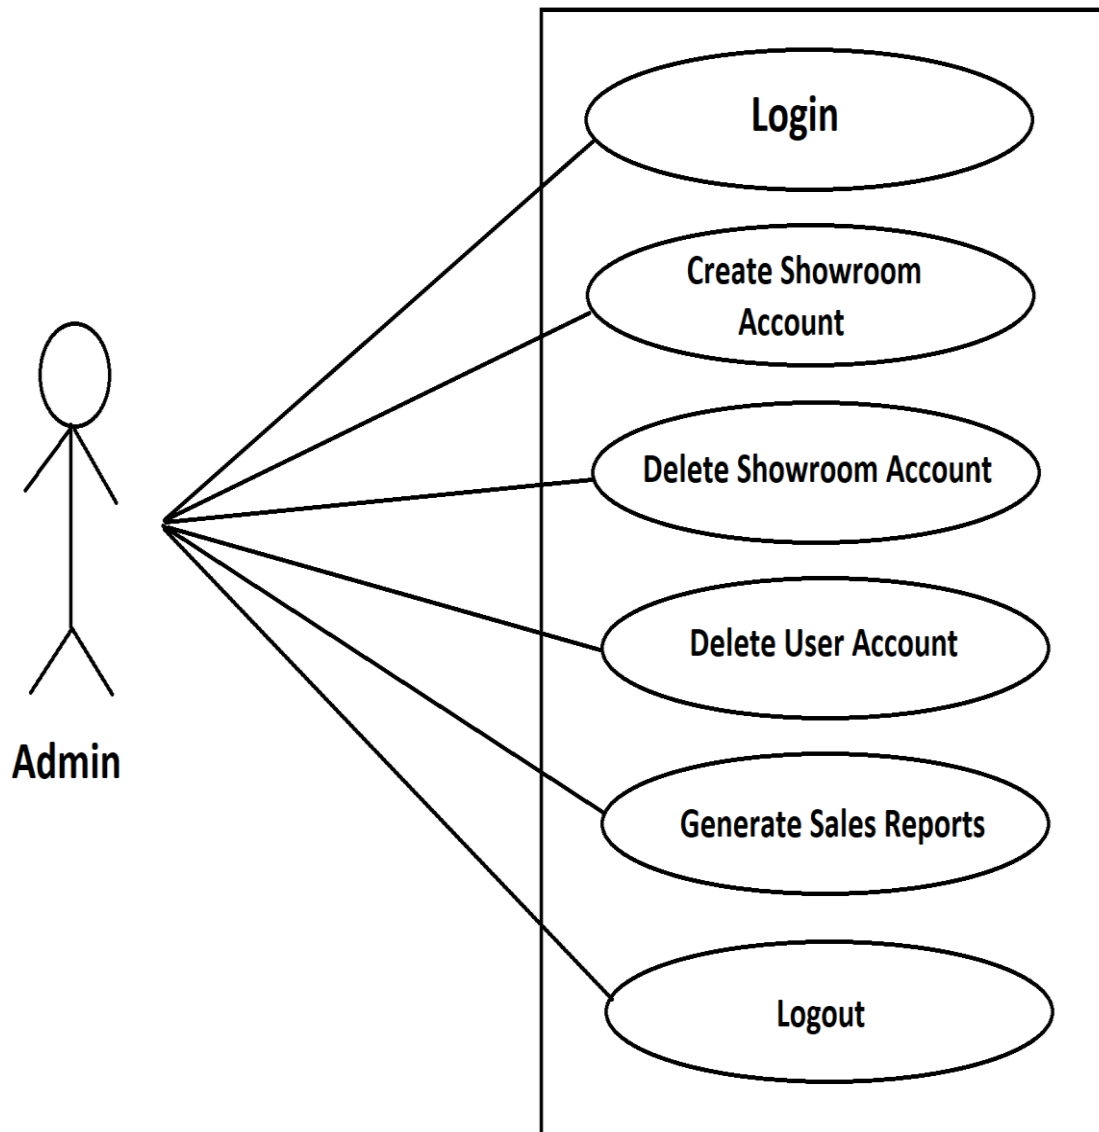 Login
Create Showroom
Account
Delete Showroom Account
Delete User Account
Admin
Generate Sales Reports
Logout